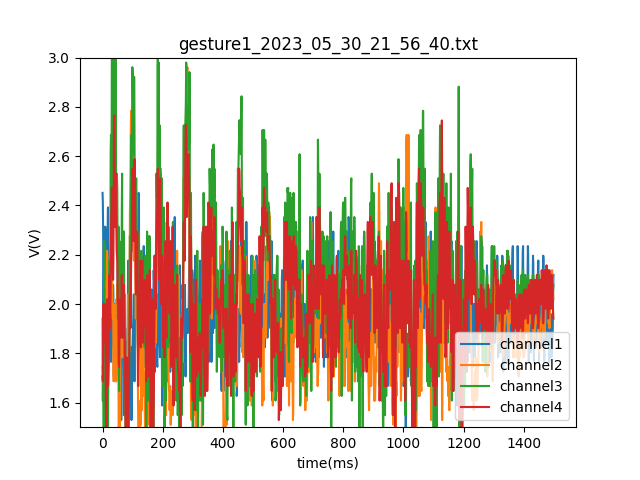 gesture1_2023_05_30_21_56_40.txt
3.0
2.8
2.6
2.4
2.2
2.0
1.8
1.6
V(V)
channel1
channel2
channel3
channel4
0 200 400 600 800 1000 1200 1400
time(ms)